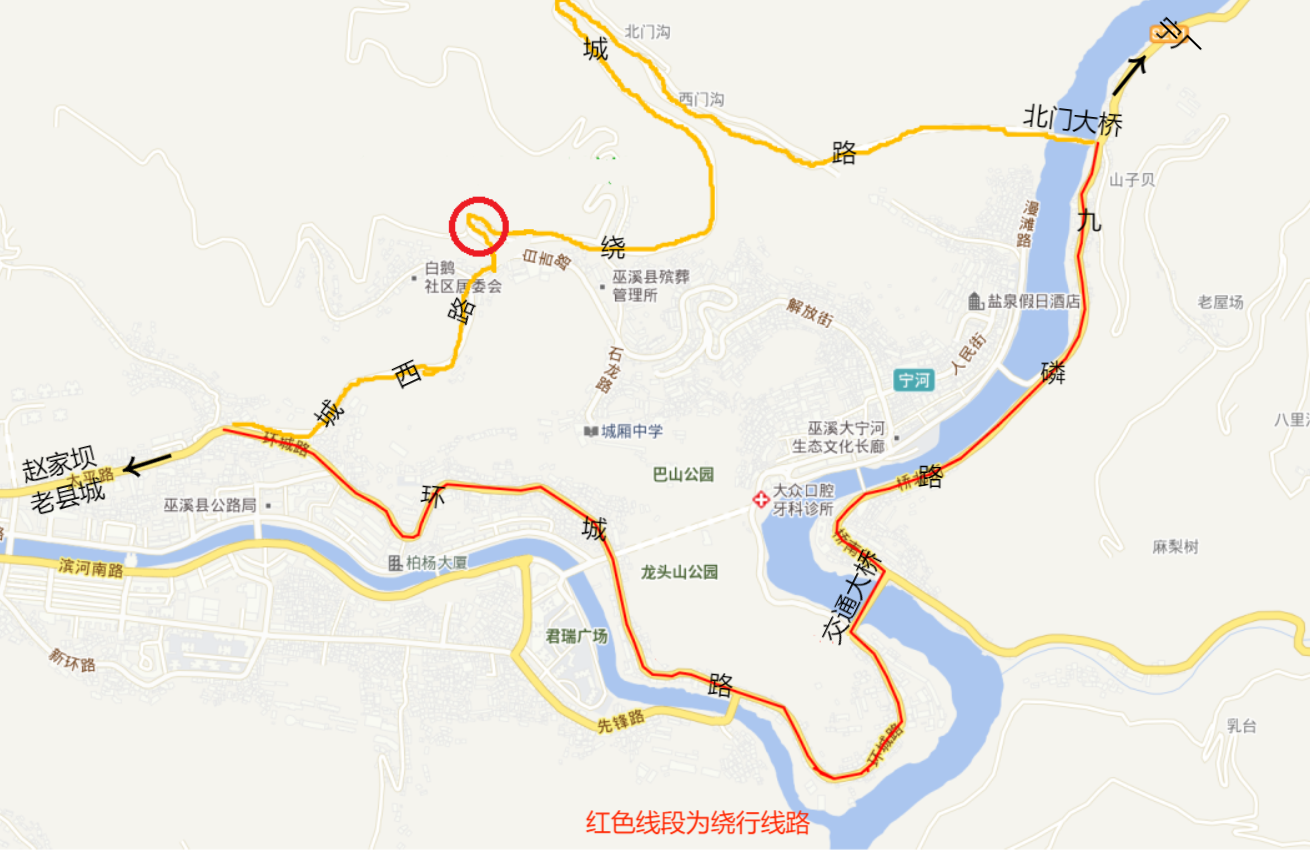 北门沟
城
西门沟
北门大桥
路
山子贝
九
漫滩路
绕
白鹅
社区居委会
巫溪县殡葬
管理所
路
解放街
盐泉假日酒店
老屋场
人民街
石龙路
西
磷
宁河
城
城厢中学
巫溪大宁河
生态文化长廊
八里
环城路
赵家坝
太平路
老县城
巴山公园
桥北
路
巫溪县公路局
环
大众口腔
牙科诊所
城
桥南
麻梨树
柏杨大厦
龙头山公园
交通大桥
滨河南路
君瑞广场
新环路
路
先锋路
环城路
乳台
路
红色线段为绕行线路